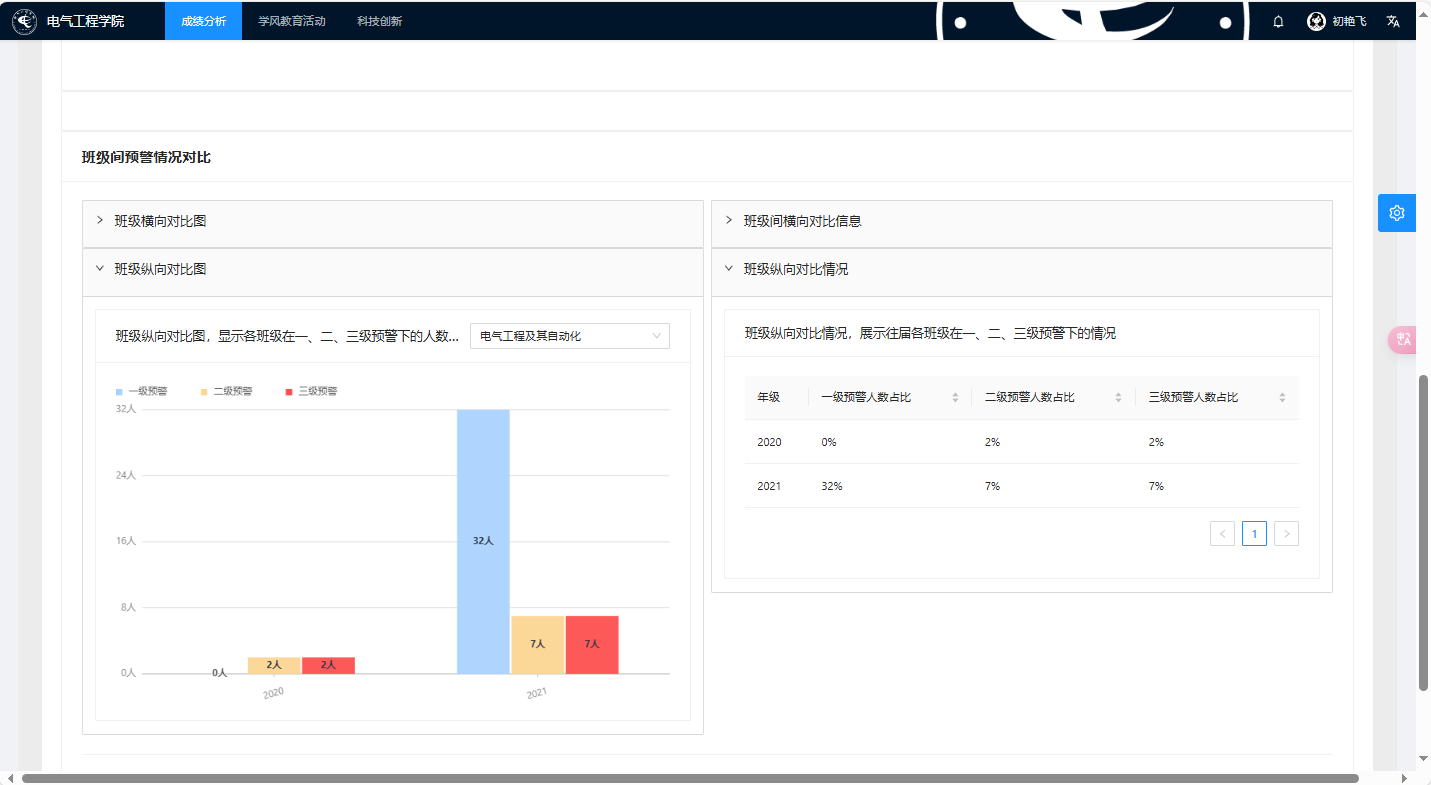 电气工程学院 成绩分析 学风教育活动 科技创新 初艳飞
班级间预警情况对比
班级横向对比图
班级纵向对比图
班级纵向对比图，显示各班级在一、二、三级预警下的人数... 电气工程及其自动化
一级预警 二级预警 三级预警
32人
24人
16人
8人
0人
0人 2人 2人 32人 7人 7人
2020 2021
班级间横向对比信息
班级纵向对比情况
班级纵向对比情况，展示往届各班级在一、二、三级预警下的情况
年级 一级预警人数占比 二级预警人数占比 三级预警人数占比
2020 0% 2% 2%
2021 32% 7% 7%
< 1 >